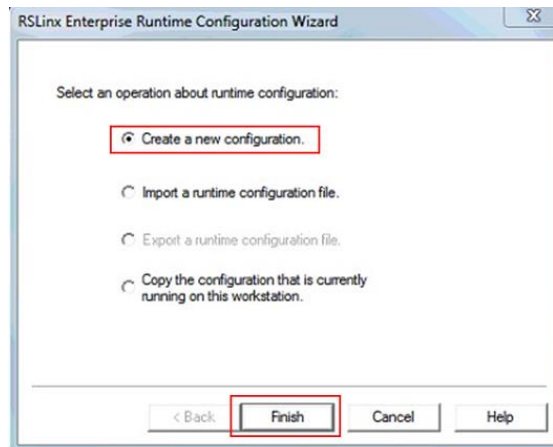 RSLinx Enterprise Runtime Configuration Wizard
Select an operation about runtime configuration:
Create a new configuration.
Import a runtime configuration file.
Export a runtime configuration file.
Copy the configuration that is currently
running on this workstation.
< Back
Finish
Cancel
Help